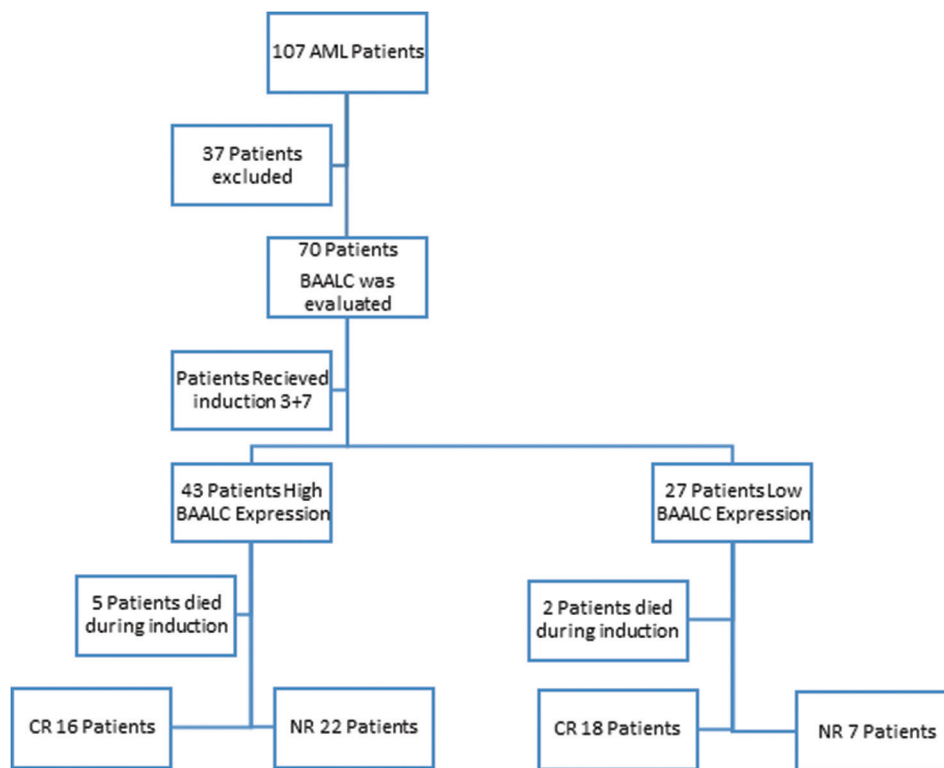 107 AML Patients
37 Patients
excluded
70 Patients
BAALC was
evaluated
Patients Recieved
induction 3+7
43 Patients High
BAALC Expression
27 Patients Low
BAALC Expression
5 Patients died
during induction
2 Patients died
during induction
CR 16 Patients
NR 22 Patients
CR 18 Patients
NR 7 Patients